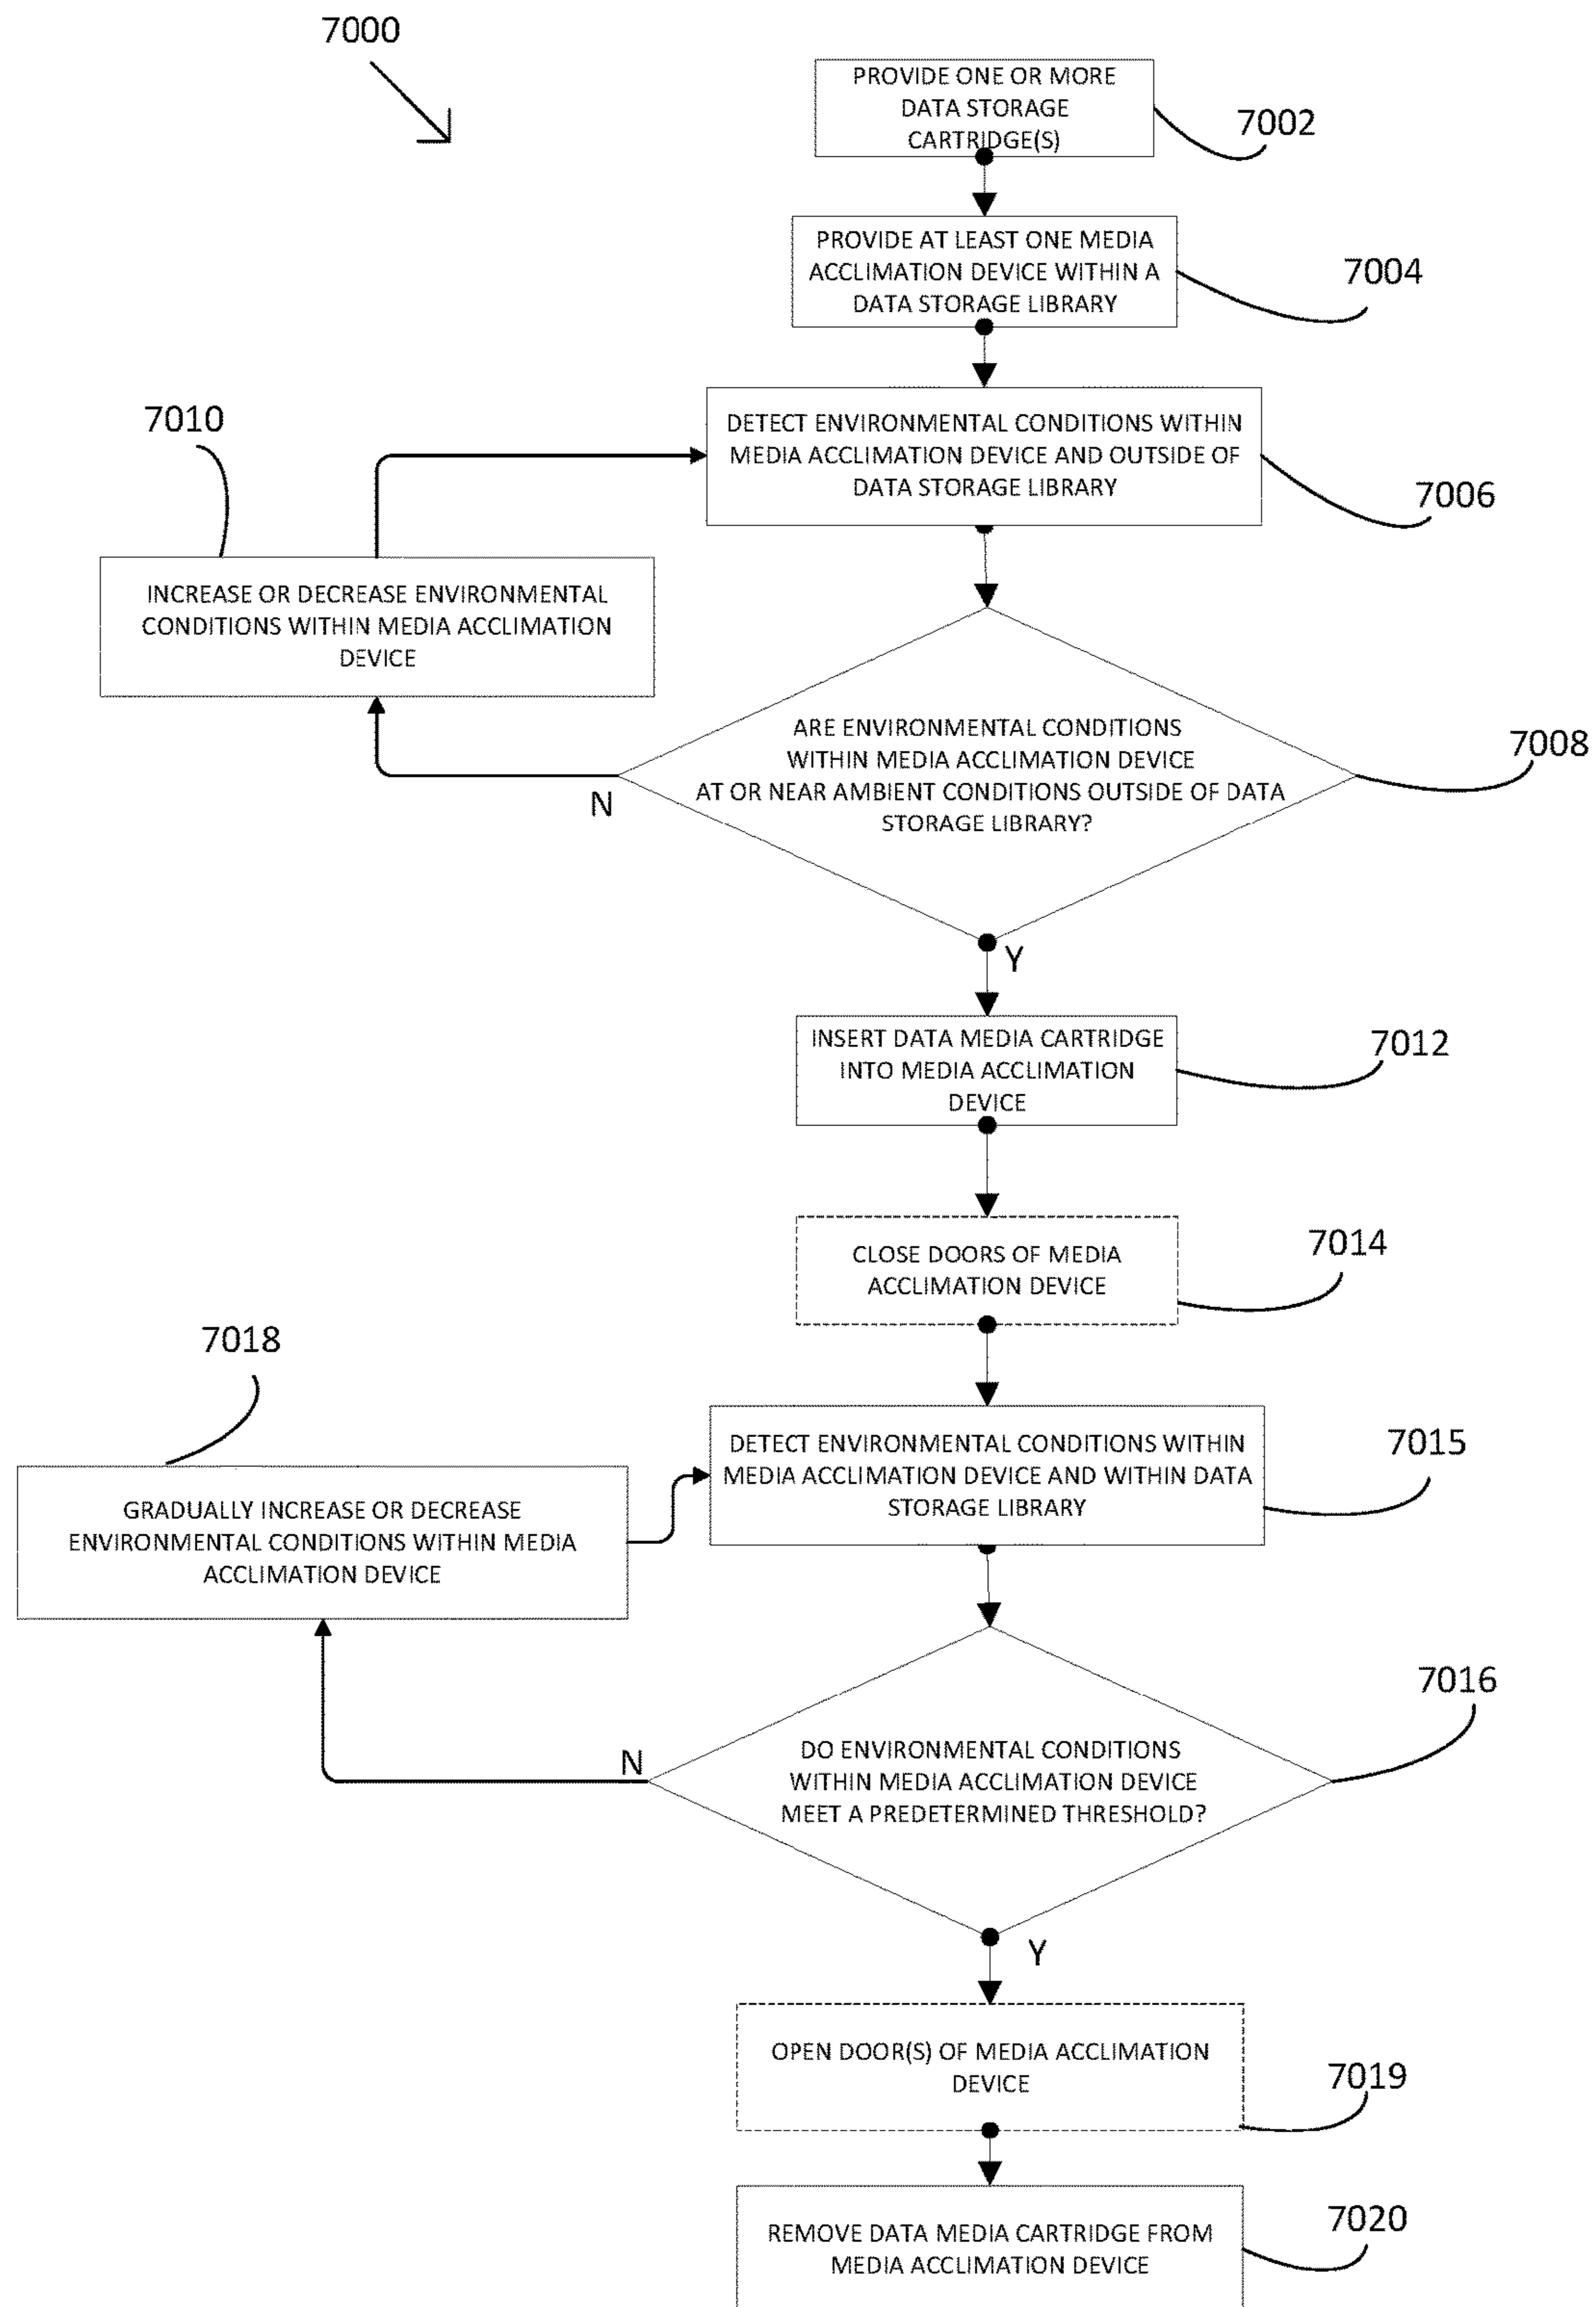 7000
PROVIDE ONE OR MORE
DATA STORAGE
CARTRIDGE(S)
7002
PROVIDE AT LEAST ONE MEDIA
ACCLIMATION DEVICE WITHIN A
DATA STORAGE LIBRARY
7004
DETECT ENVIRONMENTAL CONDITIONS WITHIN
MEDIA ACCLIMATION DEVICE AND OUTSIDE OF
DATA STORAGE LIBRARY
7006
7010
INCREASE OR DECREASE ENVIRONMENTAL
CONDITIONS WITHIN MEDIA ACCLIMATION
DEVICE
ARE ENVIRONMENTAL CONDITIONS
WITHIN MEDIA ACCLIMATION DEVICE
AT OR NEAR AMBIENT CONDITIONS OUTSIDE OF DATA
STORAGE LIBRARY?
7008
N
Y
INSERT DATA MEDIA CARTRIDGE
INTO MEDIA ACCLIMATION
DEVICE
7012
CLOSE DOORS OF MEDIA
ACCLIMATION DEVICE
7014
7018
GRADUALLY INCREASE OR DECREASE
ENVIRONMENTAL CONDITIONS WITHIN MEDIA
ACCLIMATION DEVICE
DETECT ENVIRONMENTAL CONDITIONS WITHIN
MEDIA ACCLIMATION DEVICE AND WITHIN DATA
STORAGE LIBRARY
7015
DO ENVIRONMENTAL CONDITIONS
WITHIN MEDIA ACCLIMATION DEVICE
MEET A PREDETERMINED THRESHOLD?
7016
N
Y
OPEN DOOR(S) OF MEDIA ACCLIMATION
DEVICE
7019
REMOVE DATA MEDIA CARTRIDGE FROM
MEDIA ACCLIMATION DEVICE
7020